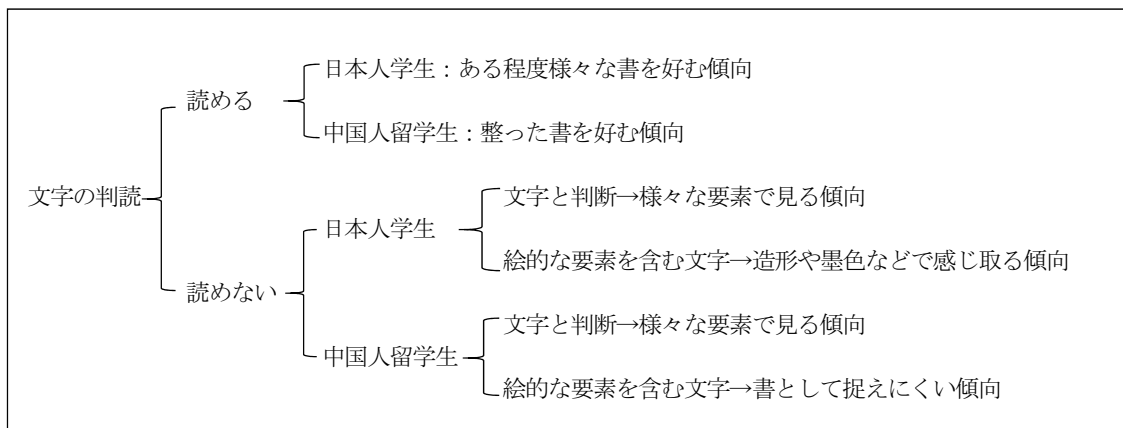 日本人学生：ある程度様々な書を好む傾向
読める
中国人留学生：整った書を好む傾向
文字の判読
文字と判断→様々な要素で見る傾向
日本人学生
絵的な要素を含む文字→造形や墨色などで感じ取る傾向
読めない
文字と判断→様々な要素で見る傾向
中国人留学生
絵的な要素を含む文字→書として捉えにくい傾向